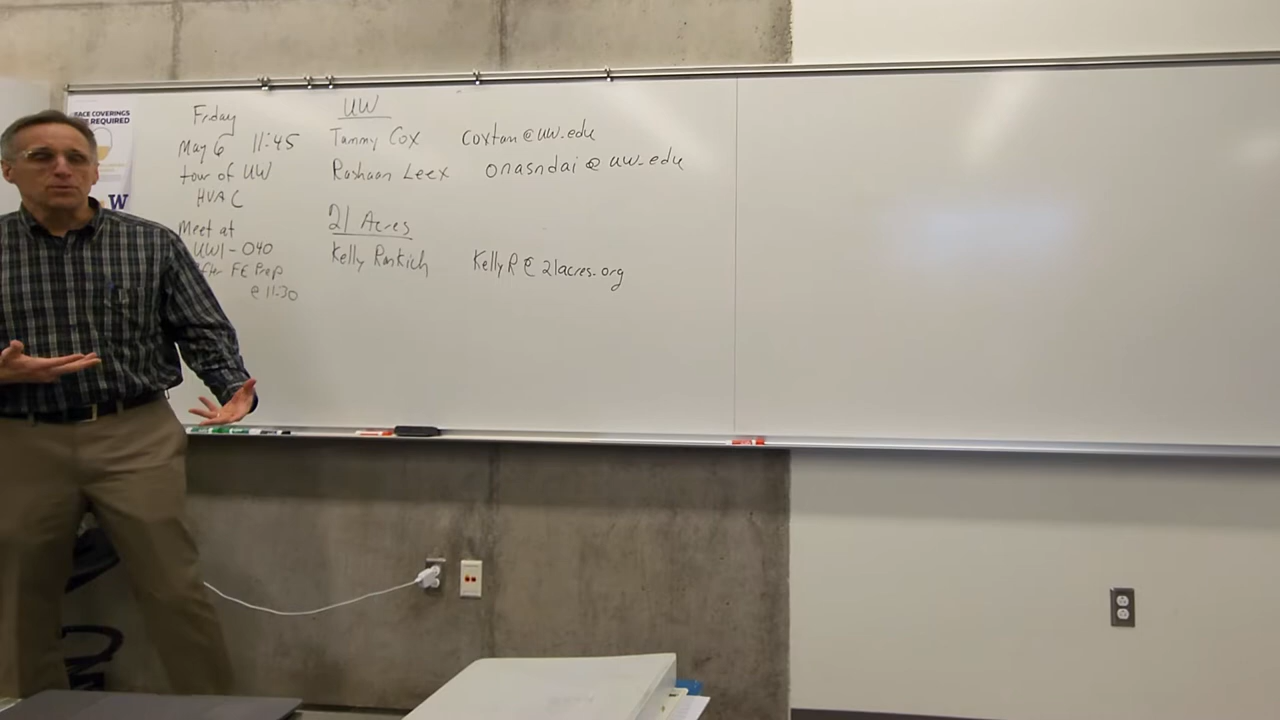 FACE COVERINGS
REQUIRED
W
Friday
May 6 11:45
tour of UW
HVAC
Meet at
UW1-040
After FE Prep
@ 11:30
UW
Tammy Cox coxtam@uw.edu
Rashaan Leex onasndai@uw.edu
21 Acres
Kelly Rankich KellyR@21acres.org